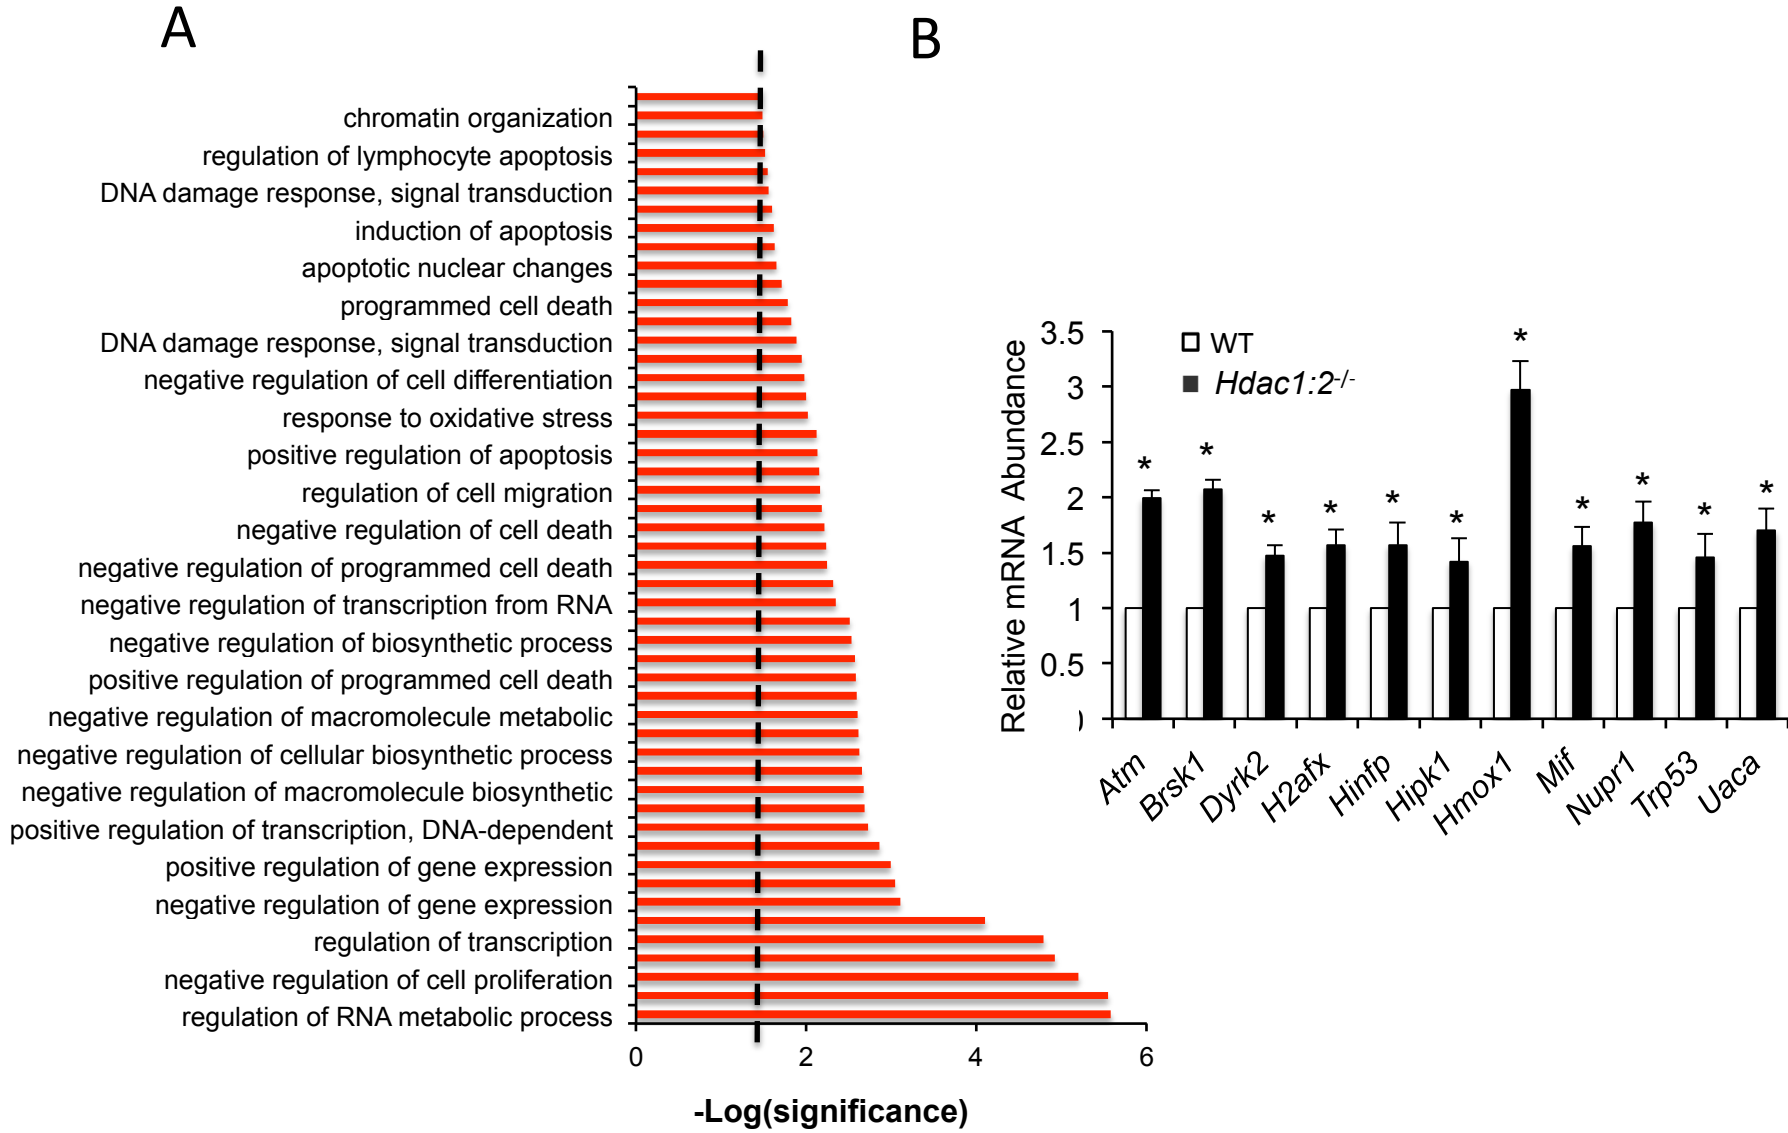 A
chromatin organization
regulation of lymphocyte apoptosis
DNA damage response, signal transduction
induction of apoptosis
apoptotic nuclear changes
programmed cell death
DNA damage response, signal transduction
negative regulation of cell differentiation
response to oxidative stress
positive regulation of apoptosis
regulation of cell migration
negative regulation of cell death
negative regulation of programmed cell death
negative regulation of transcription from RNA
negative regulation of biosynthetic process
positive regulation of programmed cell death
negative regulation of macromolecule metabolic
negative regulation of cellular biosynthetic process
negative regulation of macromolecule biosynthetic
positive regulation of transcription, DNA-dependent
positive regulation of gene expression
negative regulation of gene expression
regulation of transcription
negative regulation of cell proliferation
regulation of RNA metabolic process
0 2 4 6
-Log(significance)
B
Relative mRNA Abundance
3.5
3
2.5
2
1.5
1
0.5
)
WT
Hdac1:2-/-
* * * * * * * * * * *
Atm Brsk1 Dyrk2 H2afx Hinfp Hipk1 Hmox1 Mif Nupr1 Trp53 Uaca